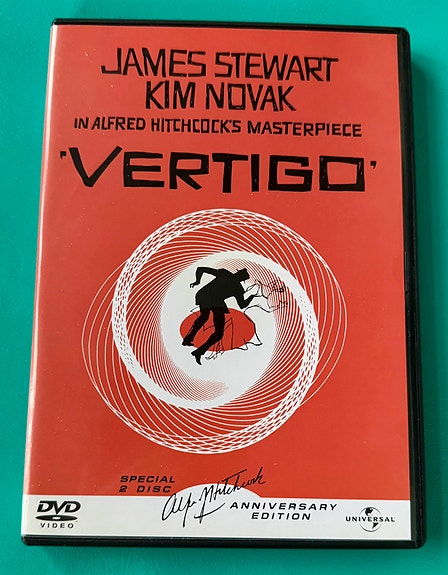 JAMES STEWART
KIM NOVAK
IN ALFRED HITCHCOCK'S MASTERPIECE
'VERTIGO'
SPECIAL
2 DISC
Alfred Hitchcock
ANNIVERSARY
EDITION
DVD
VIDEO
UNIVERSAL